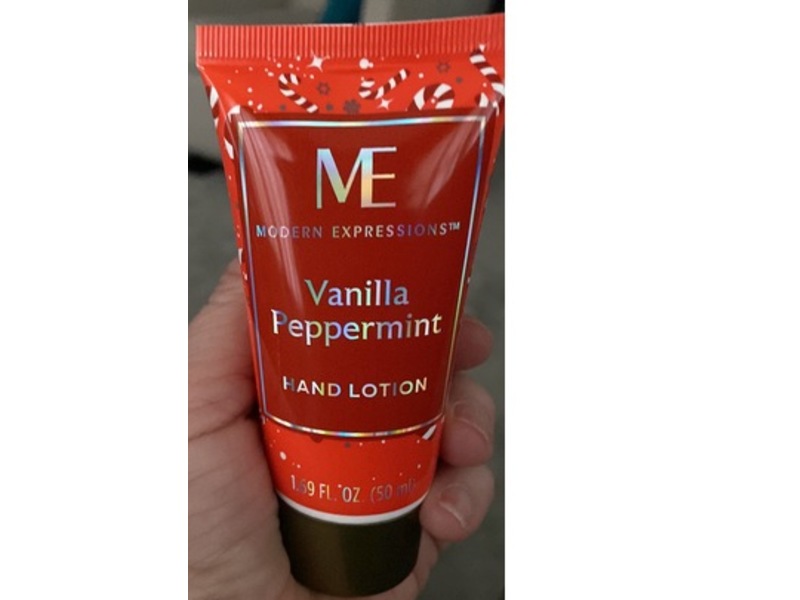 ME
MODERN EXPRESSIONS™
Vanilla
Peppermint
HAND LOTION
1.69 FL. OZ. (50 ml)